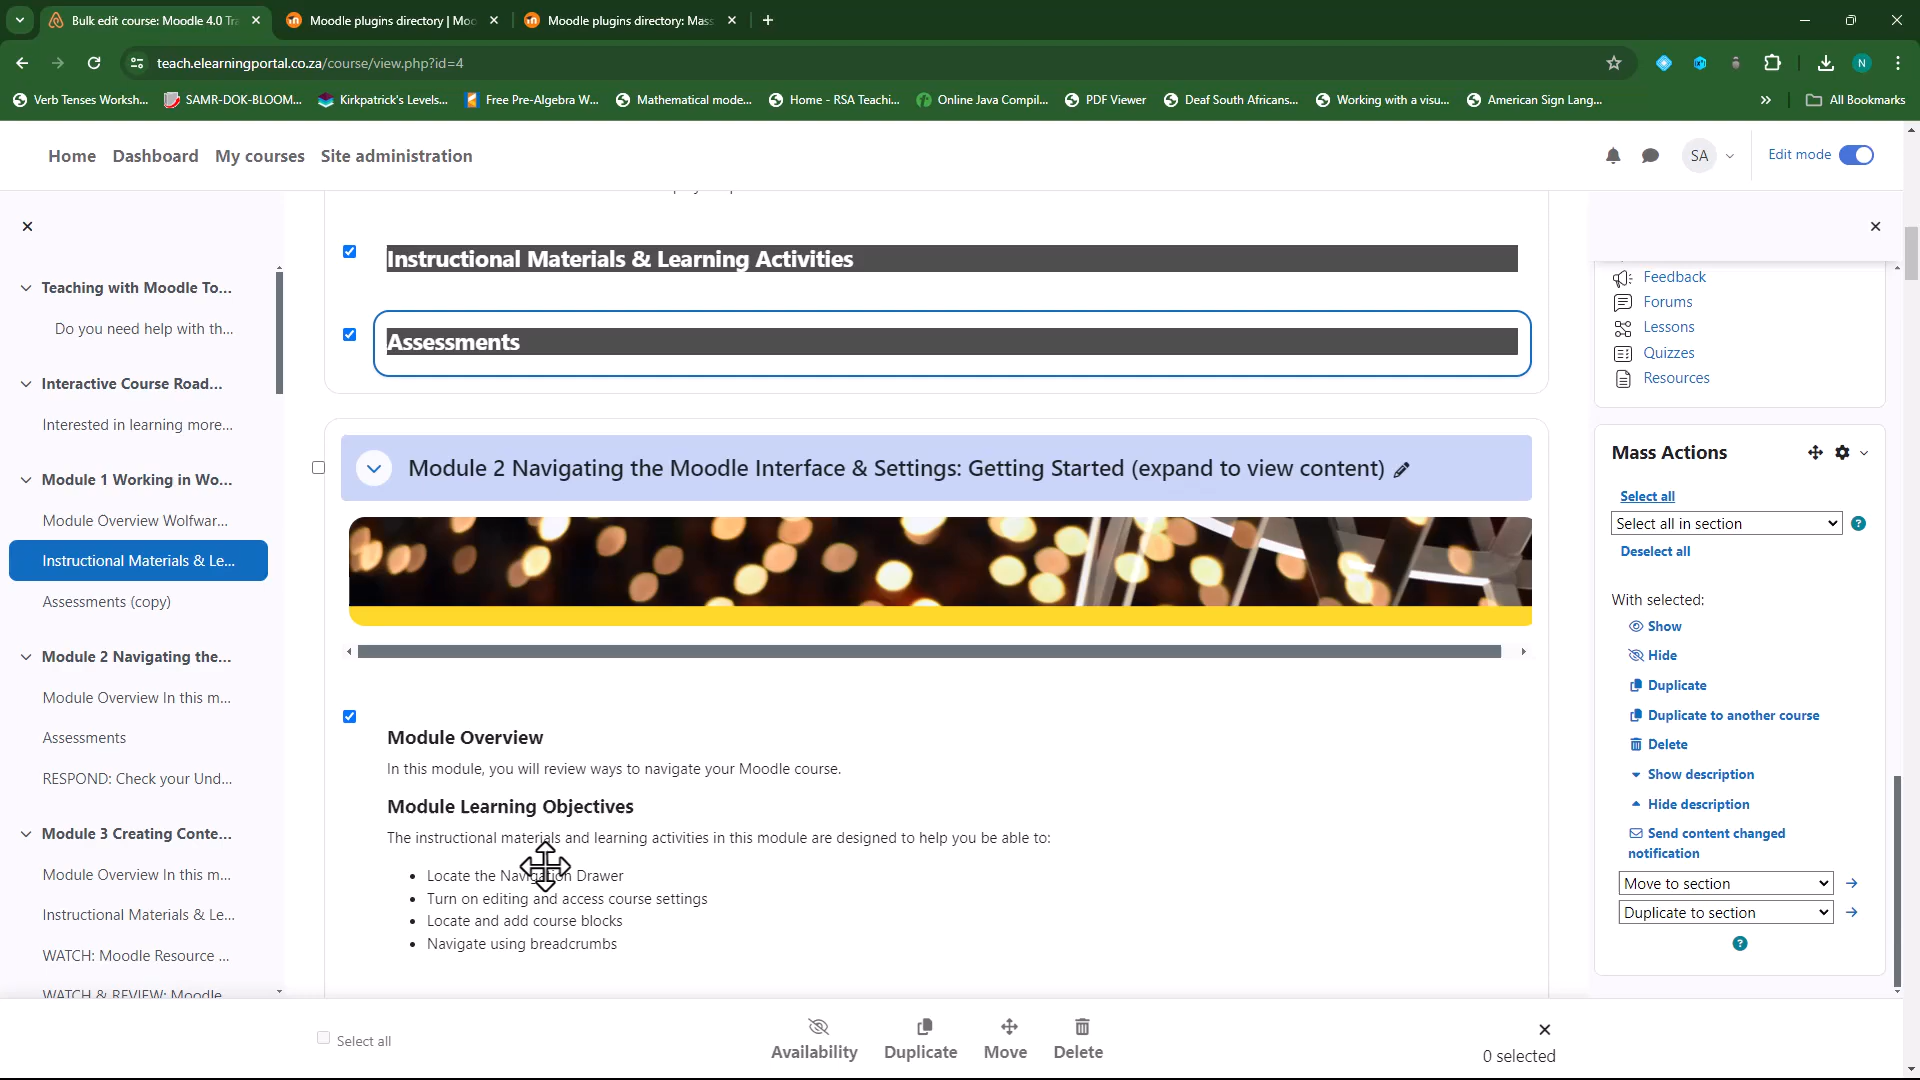 Bulk edit course: Moodle 4.0 Tra
Moodle plugins directory | Moo
Moodle plugins directory: Mass
teach.elearningportal.co.za/course/view.php?id=4
N
Verb Tenses Worksh...
SAMR-DOK-BLOOM...
Kirkpatrick's Levels...
Free Pre-Algebra W...
Mathematical mode...
Home - RSA Teachi...
Online Java Compil...
PDF Viewer
Deaf South Africans...
Working with a visu...
American Sign Lang...
All Bookmarks
Home
Dashboard
My courses
Site administration
SA
Edit mode
Teaching with Moodle To...
Do you need help with th...
Interactive Course Road...
Interested in learning more...
Module 1 Working in Wo...
Module Overview Wolfwar...
Instructional Materials & Le...
Assessments (copy)
Module 2 Navigating the...
Module Overview In this m...
Assessments
RESPOND: Check your Und...
Module 3 Creating Conte...
Module Overview In this m...
Instructional Materials & Le...
WATCH: Moodle Resource ...
WATCH & REVIEW: Moodle
Instructional Materials & Learning Activities
Assessments
Module 2 Navigating the Moodle Interface & Settings: Getting Started (expand to view content)
Module Overview
In this module, you will review ways to navigate your Moodle course.
Module Learning Objectives
The instructional materials and learning activities in this module are designed to help you be able to:
Locate the Navigation Drawer
Turn on editing and access course settings
Locate and add course blocks
Navigate using breadcrumbs
Feedback
Forums
Lessons
Quizzes
Resources
Mass Actions
Select all
Select all in section
Deselect all
With selected:
Show
Hide
Duplicate
Duplicate to another course
Delete
Show description
Hide description
Send content changed
notification
Move to section
Duplicate to section
Select all
Availability
Duplicate
Move
Delete
0 selected